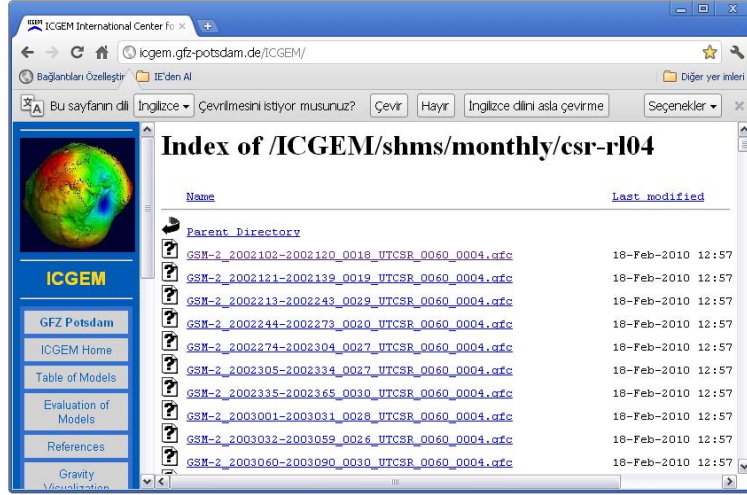 ICGEM International Center fo
icgem.gfz-potsdam.de/ICGEM/
Bağlantıları Özelleştir
IE'den Al
Diğer yer imleri
Bu sayfanın dili İngilizce Çevrilmesini istiyor musunuz? Çevir Hayır İngilizce dilini asla çevirme Seçenekler
Index of /ICGEM/shms/monthly/csr-rl04
Name Last modified
Parent Directory
GSM-2_2002102-2002120_0018_UTCSR_0060_0004.gfc 18-Feb-2010 12:57
GSM-2_2002121-2002139_0019_UTCSR_0060_0004.gfc 18-Feb-2010 12:57
GSM-2_2002213-2002243_0029_UTCSR_0060_0004.gfc 18-Feb-2010 12:57
GSM-2_2002244-2002273_0020_UTCSR_0060_0004.gfc 18-Feb-2010 12:57
GSM-2_2002274-2002304_0027_UTCSR_0060_0004.gfc 18-Feb-2010 12:57
GSM-2_2002305-2002334_0027_UTCSR_0060_0004.gfc 18-Feb-2010 12:57
GSM-2_2002335-2002365_0030_UTCSR_0060_0004.gfc 18-Feb-2010 12:57
GSM-2_2003001-2003031_0028_UTCSR_0060_0004.gfc 18-Feb-2010 12:57
GSM-2_2003032-2003059_0026_UTCSR_0060_0004.gfc 18-Feb-2010 12:57
GSM-2_2003060-2003090_0030_UTCSR_0060_0004.gfc 18-Feb-2010 12:57
ICGEM
GFZ Potsdam
ICGEM Home
Table of Models
Evaluation of
Models
References
Gravity
Visualization